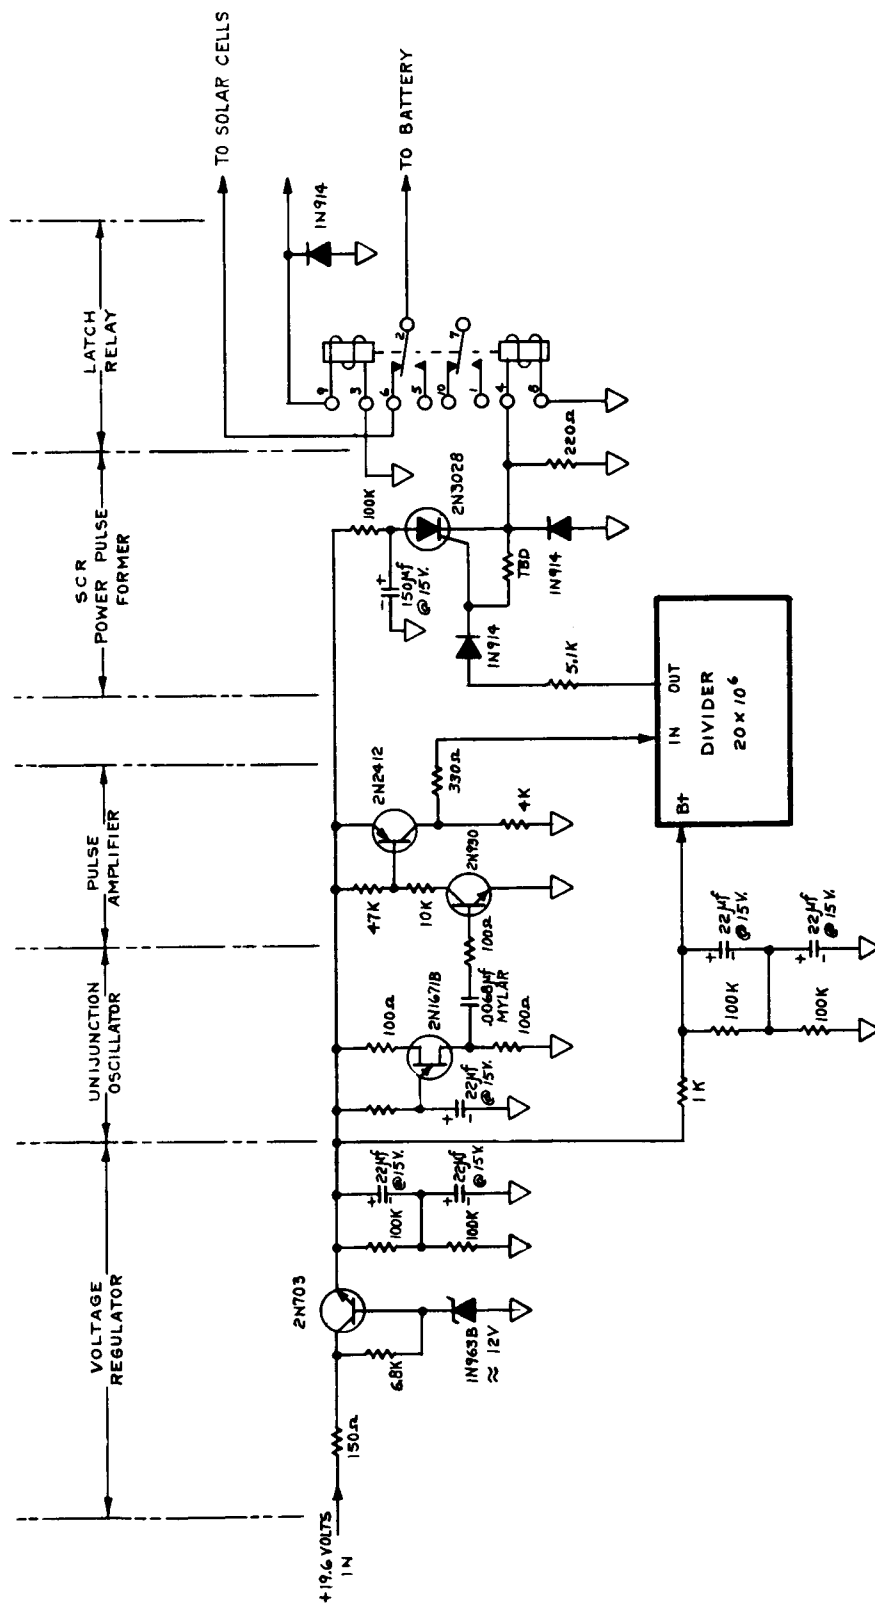 VOLTAGE
REGULATOR
UNIJUNCTION
OSCILLATOR
PULSE
AMPLIFIER
SCR
POWER PULSE
FORMER
LATCH
RELAY
+19.6 VOLTS
IN
150Ω
6.8K
2N703
1N963B
≈ 12V
100K
100K
+
22μf
@15V.
-
+
22μf
@15V.
-
100Ω
2N1671B
+
22μf
@15V.
-
.0068μf
MYLAR
100Ω
100Ω
47K
10K
2N930
2N2412
330Ω
4K
1K
100K
100K
+
22μf
@15V.
-
+
22μf
@15V.
-
B+
IN
OUT
DIVIDER
20 X 10⁶
5.1K
1N914
100K
- +
150μf
@15V.
2N3028
TBD
1N914
220Ω
9
3
6
5
10
1
4
8
2
7
1N914
TO SOLAR CELLS
TO BATTERY